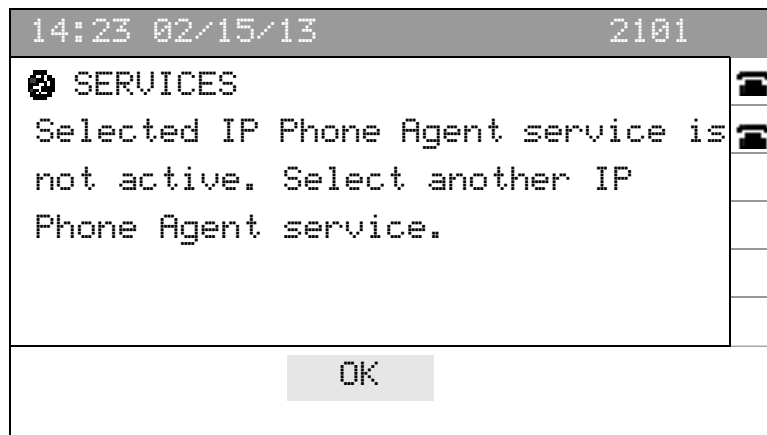 14:23 02/15/13 2101
SERVICES
Selected IP Phone Agent service is
not active. Select another IP
Phone Agent service.
OK